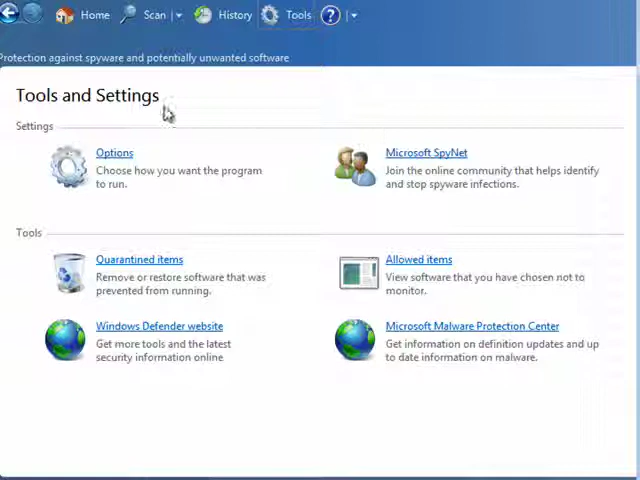 Home Scan History Tools
Protection against spyware and potentially unwanted software
Tools and Settings
Settings
Options
Choose how you want the program
to run.
Microsoft SpyNet
Join the online community that helps identify
and stop spyware infections.
Tools
Quarantined items
Remove or restore software that was
prevented from running.
Allowed items
View software that you have chosen not to
monitor.
Windows Defender website
Get more tools and the latest
security information online
Microsoft Malware Protection Center
Get information on definition updates and up
to date information on malware.